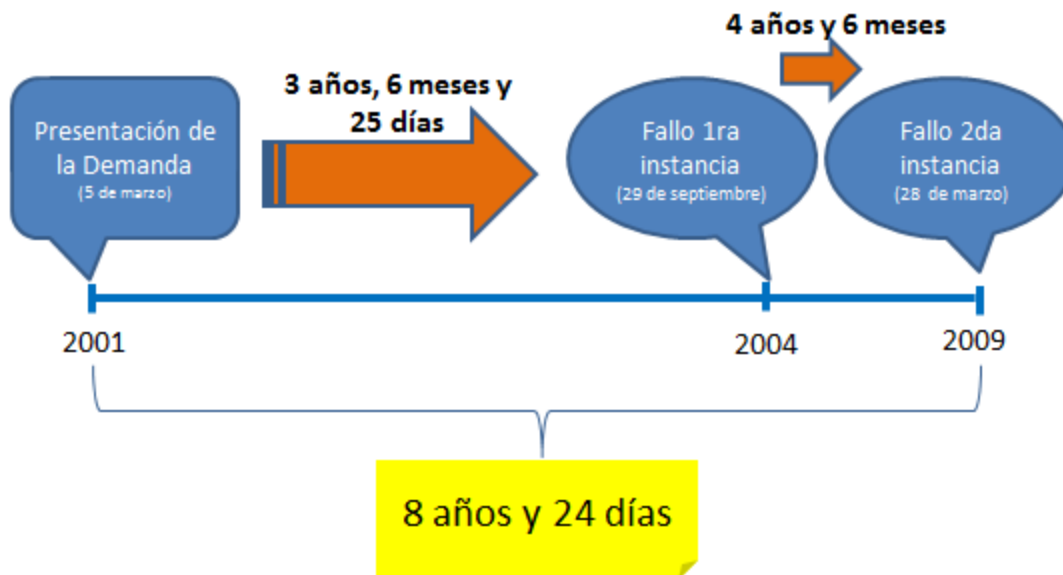 4 años y 6 meses
3 años, 6 meses y
25 días
Presentación de
la Demanda
(5 de marzo)
Fallo 1ra
instancia
(29 de septiembre)
Fallo 2da
instancia
(28 de marzo)
2001
2004
2009
8 años y 24 días